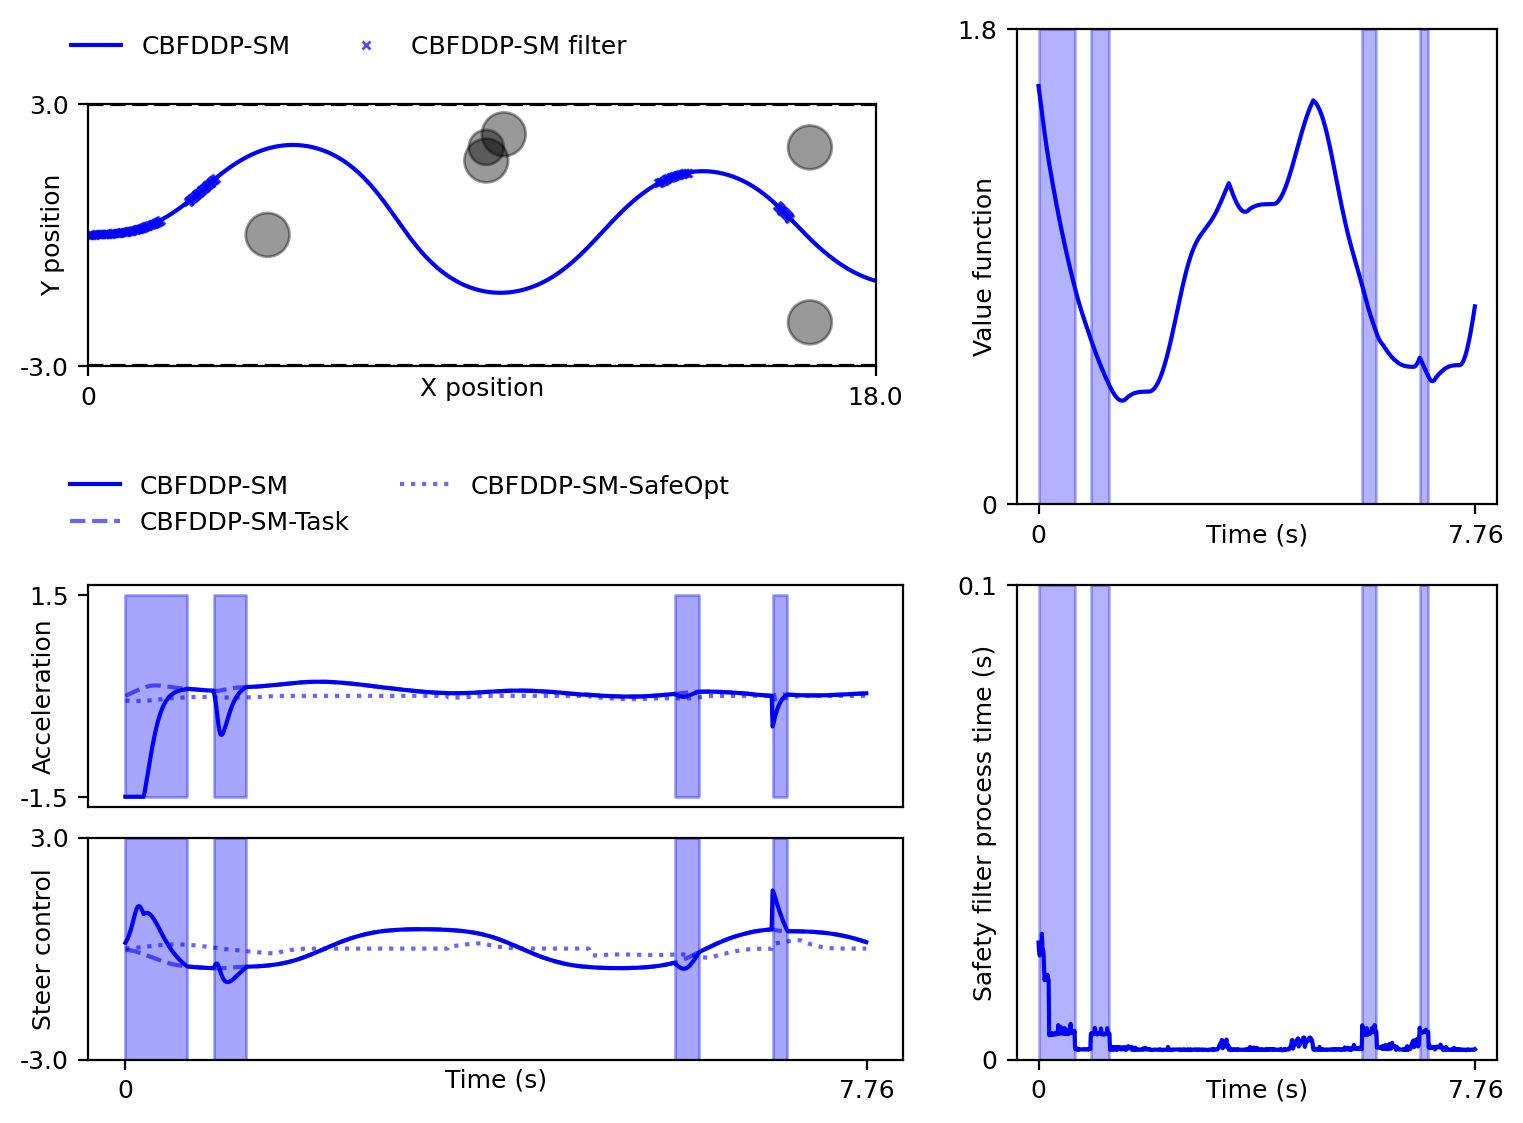 CBFDDP-SM CBFDDP-SM filter
3.0
Y position
-3.0
0 X position 18.0
1.8
Value function
0
0 Time (s) 7.76
CBFDDP-SM CBFDDP-SM-SafeOpt
CBFDDP-SM-Task
1.5
Acceleration
-1.5
3.0
Steer control
-3.0
0 Time (s) 7.76
0.1
Safety filter process time (s)
0
0 Time (s) 7.76